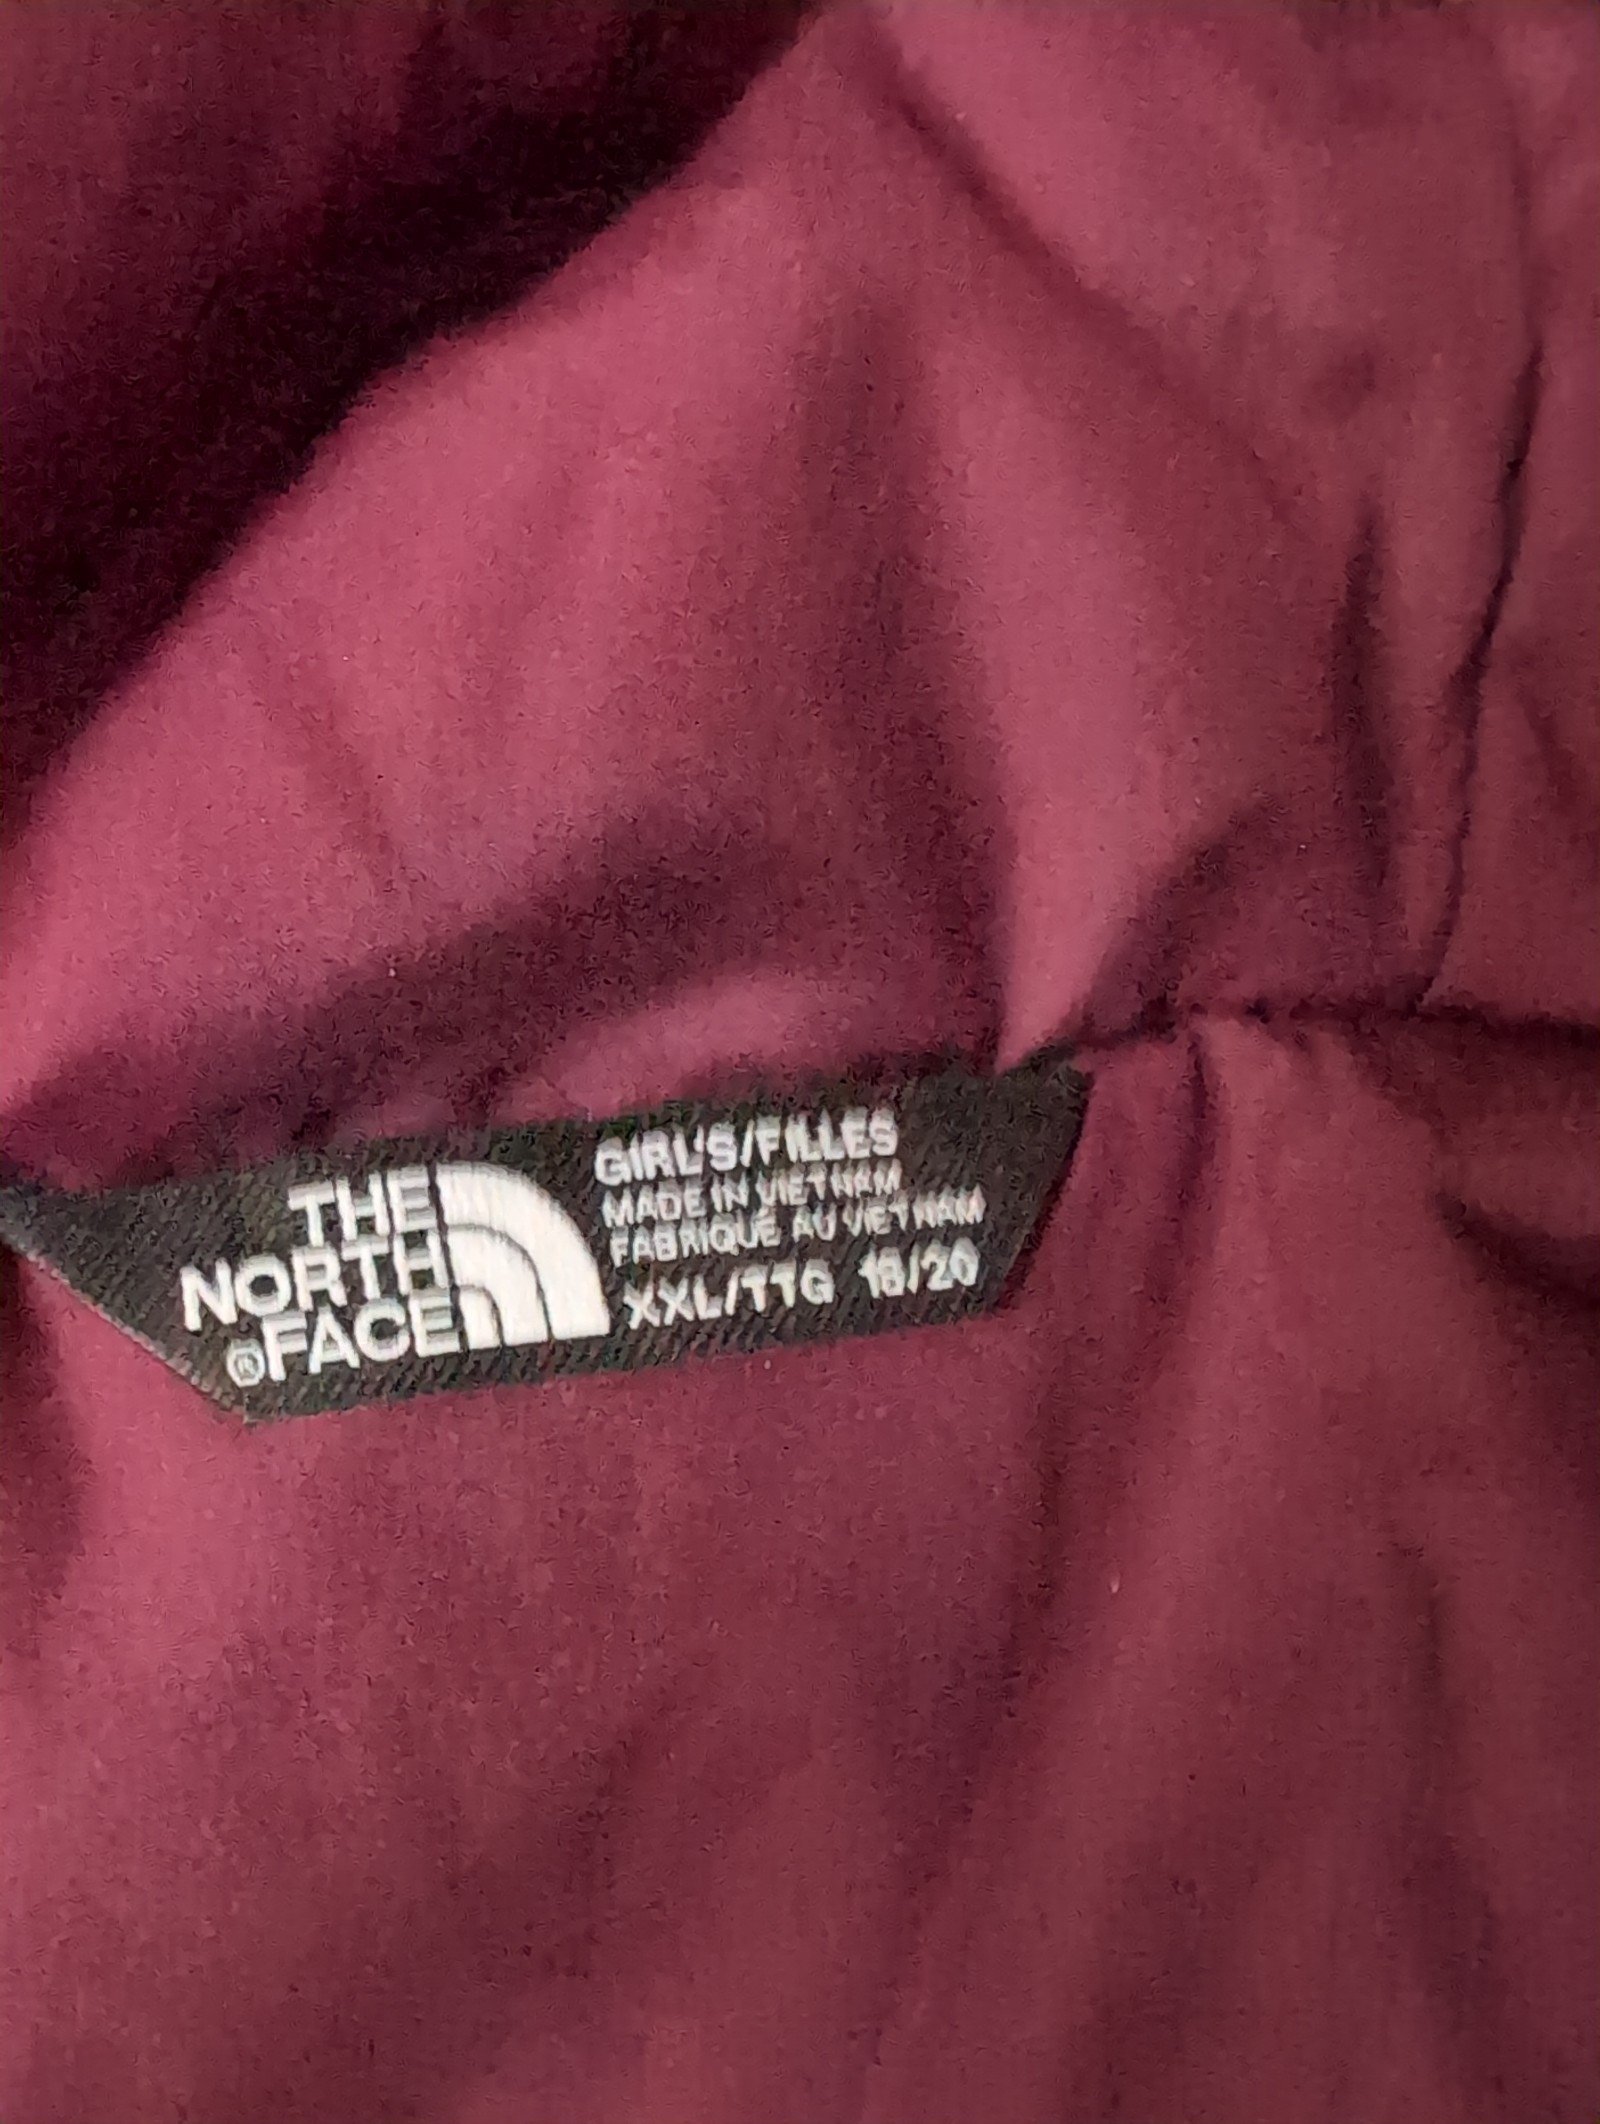 THE
NORTH
®FACE
GIRL'S/FILLES
MADE IN VIETNAM
FABRIQUÉ AU VIETNAM
XXL/TTG 18/20